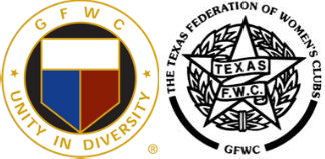 GFWC
UNITY IN DIVERSITY
®
THE TEXAS FEDERATION OF WOMEN'S CLUBS
TEXAS
F.W.C.
GFWC